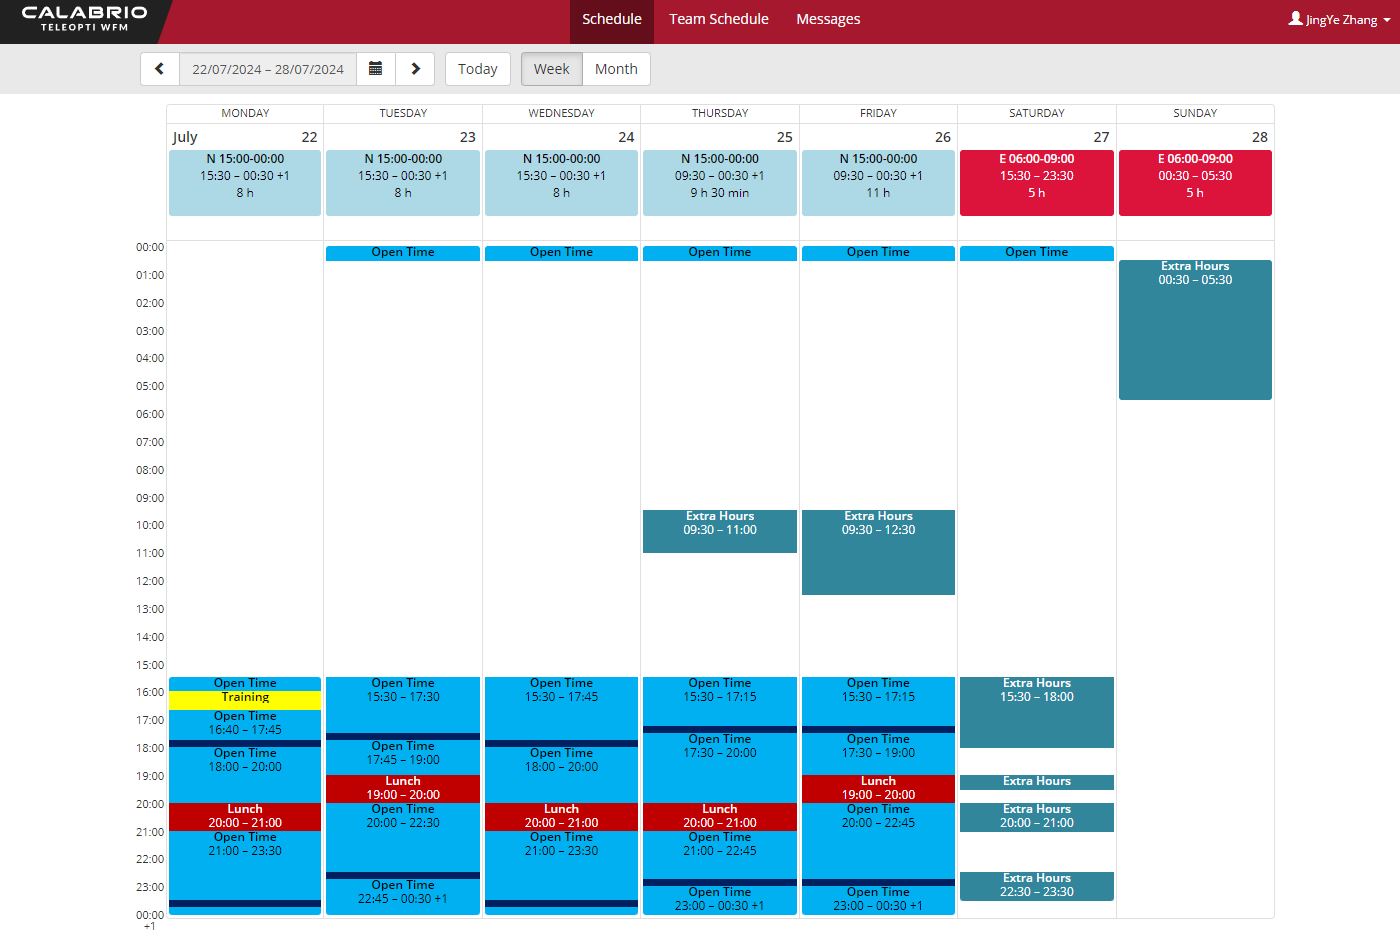 CALABRIO
TELEOPTI WFM
Schedule
Team Schedule
Messages
JingYe Zhang
22/07/2024 – 28/07/2024
Today
Week
Month
MONDAY
TUESDAY
WEDNESDAY
THURSDAY
FRIDAY
SATURDAY
SUNDAY
July 22
23
24
25
26
27
28
N 15:00-00:00
15:30 – 00:30 +1
8 h
N 15:00-00:00
15:30 – 00:30 +1
8 h
N 15:00-00:00
15:30 – 00:30 +1
8 h
N 15:00-00:00
09:30 – 00:30 +1
9 h 30 min
N 15:00-00:00
09:30 – 00:30 +1
11 h
E 06:00-09:00
15:30 – 23:30
5 h
E 06:00-09:00
00:30 – 05:30
5 h
00:00
01:00
02:00
03:00
04:00
05:00
06:00
07:00
08:00
09:00
10:00
11:00
12:00
13:00
14:00
15:00
16:00
17:00
18:00
19:00
20:00
21:00
22:00
23:00
00:00
+1
Open Time
Training
Open Time
16:40 – 17:45
Open Time
18:00 – 20:00
Lunch
20:00 – 21:00
Open Time
21:00 – 23:30
Open Time
Open Time
15:30 – 17:30
Open Time
17:45 – 19:00
Lunch
19:00 – 20:00
Open Time
20:00 – 22:30
Open Time
22:45 – 00:30 +1
Open Time
Open Time
15:30 – 17:45
Open Time
18:00 – 20:00
Lunch
20:00 – 21:00
Open Time
21:00 – 23:30
Open Time
Extra Hours
09:30 – 11:00
Open Time
15:30 – 17:15
Open Time
17:30 – 20:00
Lunch
20:00 – 21:00
Open Time
21:00 – 22:45
Open Time
23:00 – 00:30 +1
Open Time
Extra Hours
09:30 – 12:30
Open Time
15:30 – 17:15
Open Time
17:30 – 19:00
Lunch
19:00 – 20:00
Open Time
20:00 – 22:45
Open Time
23:00 – 00:30 +1
Open Time
Extra Hours
15:30 – 18:00
Extra Hours
Extra Hours
20:00 – 21:00
Extra Hours
22:30 – 23:30
Extra Hours
00:30 – 05:30